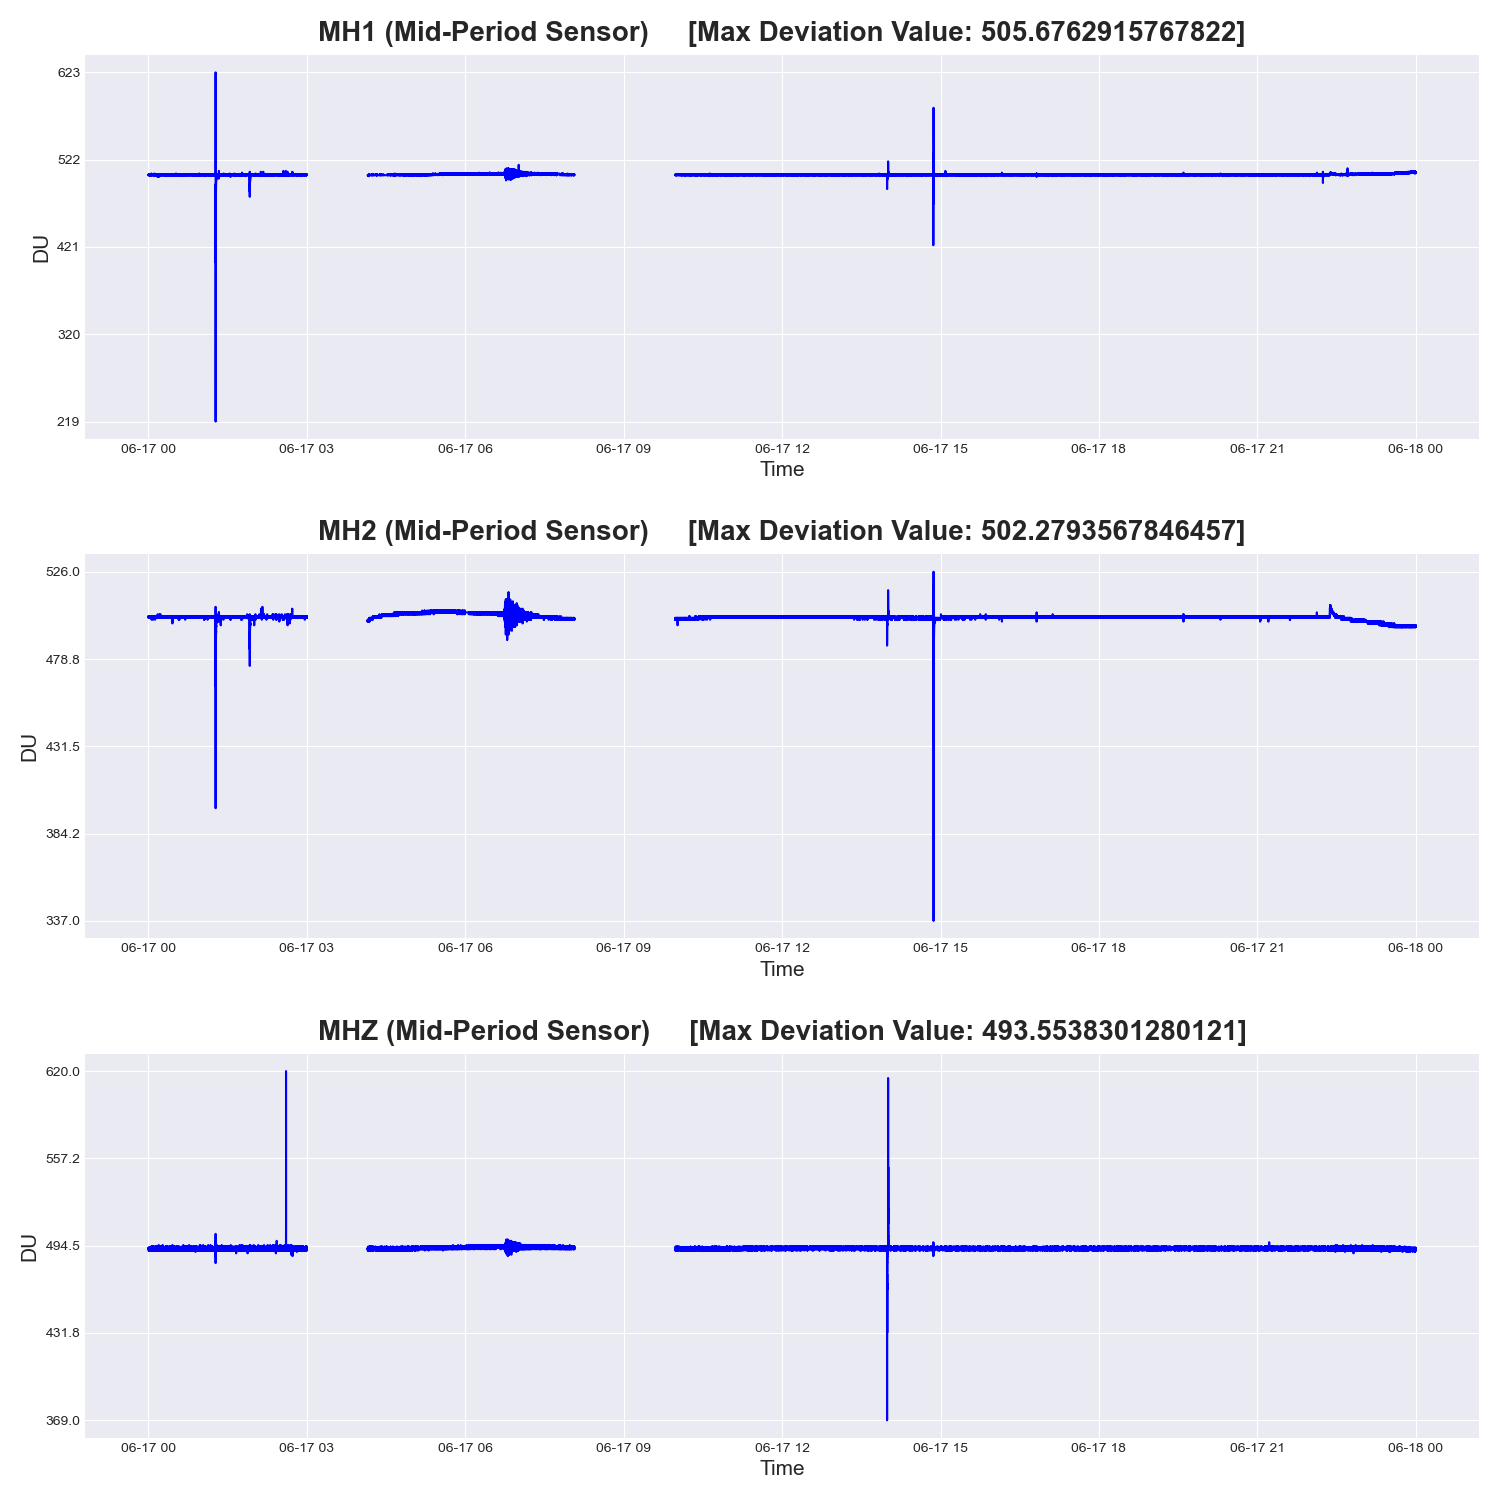 MH1 (Mid-Period Sensor) [Max Deviation Value: 505.6762915767822]
623
522
421
320
219
DU
06-17 00 06-17 03 06-17 06 06-17 09 06-17 12 06-17 15 06-17 18 06-17 21 06-18 00
Time
MH2 (Mid-Period Sensor) [Max Deviation Value: 502.2793567846457]
526.0
478.8
431.5
384.2
337.0
DU
06-17 00 06-17 03 06-17 06 06-17 09 06-17 12 06-17 15 06-17 18 06-17 21 06-18 00
Time
MHZ (Mid-Period Sensor) [Max Deviation Value: 493.5538301280121]
620.0
557.2
494.5
431.8
369.0
DU
06-17 00 06-17 03 06-17 06 06-17 09 06-17 12 06-17 15 06-17 18 06-17 21 06-18 00
Time